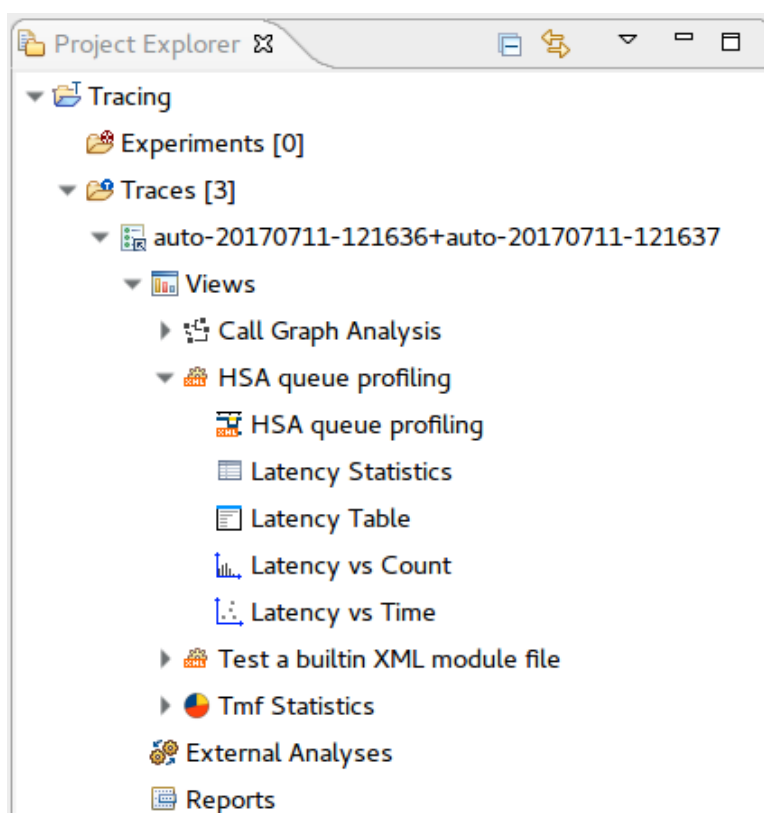 Project Explorer
Tracing
Experiments [0]
Traces [3]
auto-20170711-121636+auto-20170711-121637
Views
Call Graph Analysis
HSA queue profiling
HSA queue profiling
Latency Statistics
Latency Table
Latency vs Count
Latency vs Time
Test a builtin XML module file
Tmf Statistics
External Analyses
Reports